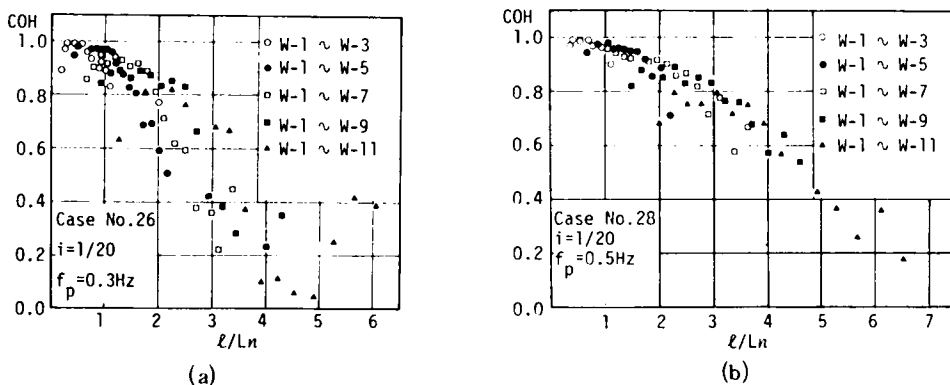 COH
1.0
0.8
0.6
0.4
0.2
0.0
○ W-1 ~ W-3
● W-1 ~ W-5
□ W-1 ~ W-7
■ W-1 ~ W-9
▲ W-1 ~ W-11
Case No.26
i=1/20
fp=0.3Hz
1 2 3 4 5 6
ℓ/Ln
(a)
COH
1.0
0.8
0.6
0.4
0.2
0.0
○ W-1 ~ W-3
● W-1 ~ W-5
□ W-1 ~ W-7
■ W-1 ~ W-9
▲ W-1 ~ W-11
Case No.28
i=1/20
fp=0.5Hz
1 2 3 4 5 6 7
ℓ/Ln
(b)